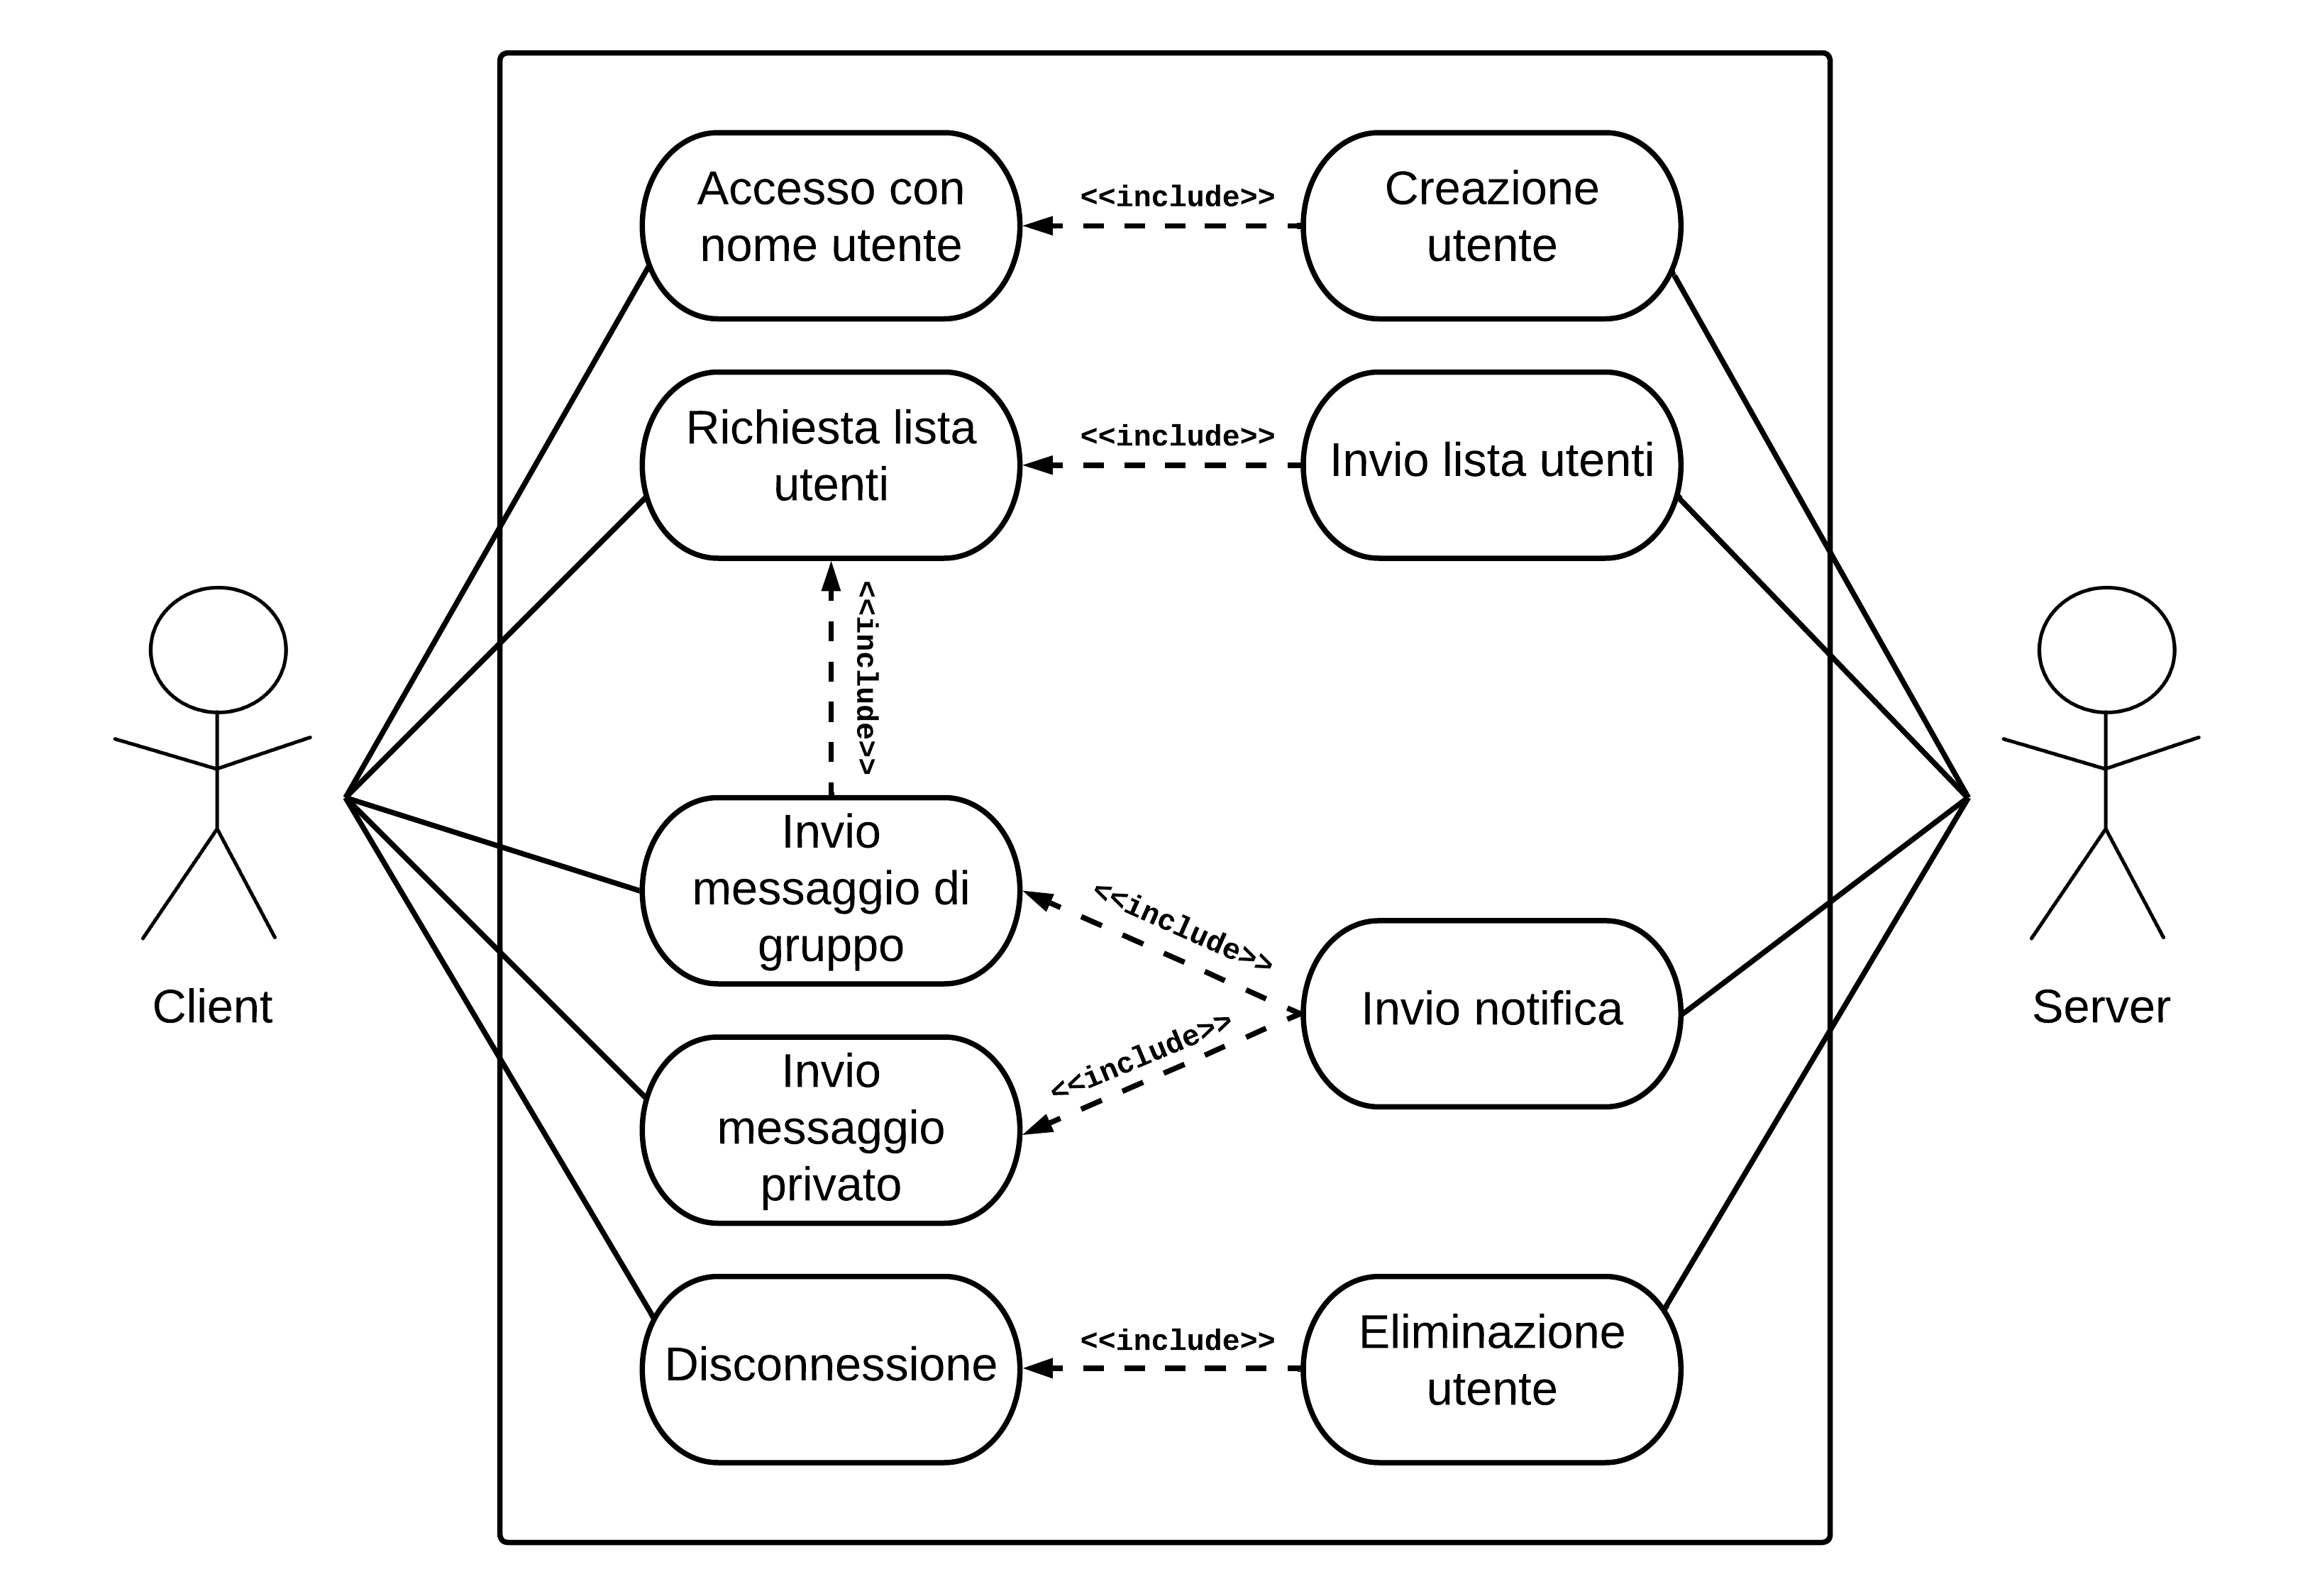 Accesso con
nome utente
<<include>>
Creazione
utente
Richiesta lista
utenti
<<include>>
Invio lista utenti
<<include>>
Invio
messaggio di
gruppo
<<include>>
Invio notifica
<<include>>
Invio
messaggio
privato
Client
Server
Disconnessione
<<include>>
Eliminazione
utente